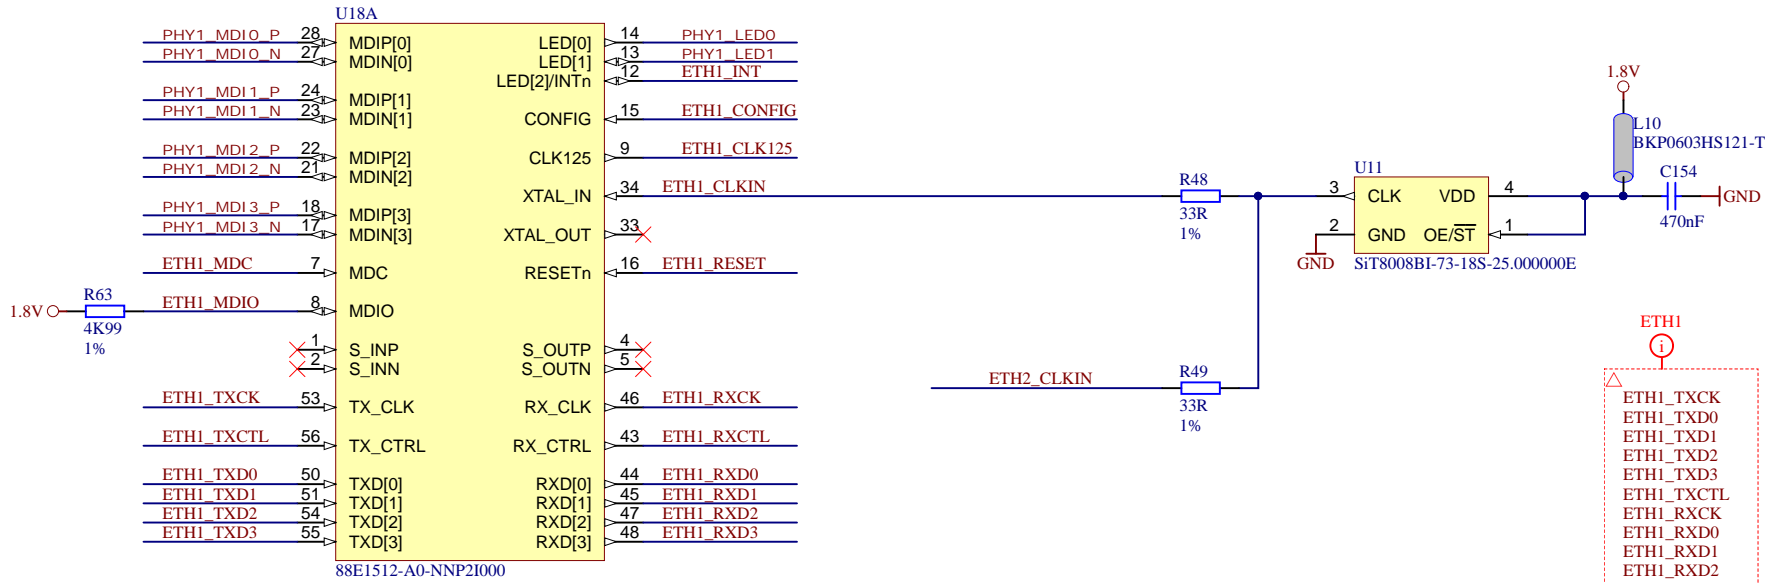 U18A
PHY1_MDI0_P 28 MDIP[0] LED[0] 14 PHY1_LED0
PHY1_MDI0_N 27 MDIN[0] LED[1] 13 PHY1_LED1
LED[2]/INTn 12 ETH1_INT
PHY1_MDI1_P 24 MDIP[1]
PHY1_MDI1_N 23 MDIN[1] CONFIG 15 ETH1_CONFIG
PHY1_MDI2_P 22 MDIP[2] CLK125 9 ETH1_CLK125
PHY1_MDI2_N 21 MDIN[2]
XTAL_IN 34 ETH1_CLKIN
PHY1_MDI3_P 18 MDIP[3]
PHY1_MDI3_N 17 MDIN[3] XTAL_OUT 33
ETH1_MDC 7 MDC RESETn 16 ETH1_RESET
1.8V R63 ETH1_MDIO 8 MDIO
4K99
1%
1 S_INP S_OUTP 4
2 S_INN S_OUTN 5
ETH1_TXCK 53 TX_CLK RX_CLK 46 ETH1_RXCK
ETH1_TXCTL 56 TX_CTRL RX_CTRL 43 ETH1_RXCTL
ETH1_TXD0 50 TXD[0] RXD[0] 44 ETH1_RXD0
ETH1_TXD1 51 TXD[1] RXD[1] 45 ETH1_RXD1
ETH1_TXD2 54 TXD[2] RXD[2] 47 ETH1_RXD2
ETH1_TXD3 55 TXD[3] RXD[3] 48 ETH1_RXD3
88E1512-A0-NNP2I000
R48
33R
1%
ETH2_CLKIN R49
33R
1%
1.8V
L10
BKP0603HS121-T
U11
3 CLK VDD 4
2 GND OE/ST 1
GND
SiT8008BI-73-18S-25.000000E
C154
470nF
GND
ETH1
i
ETH1_TXCK
ETH1_TXD0
ETH1_TXD1
ETH1_TXD2
ETH1_TXD3
ETH1_TXCTL
ETH1_RXCK
ETH1_RXD0
ETH1_RXD1
ETH1_RXD2